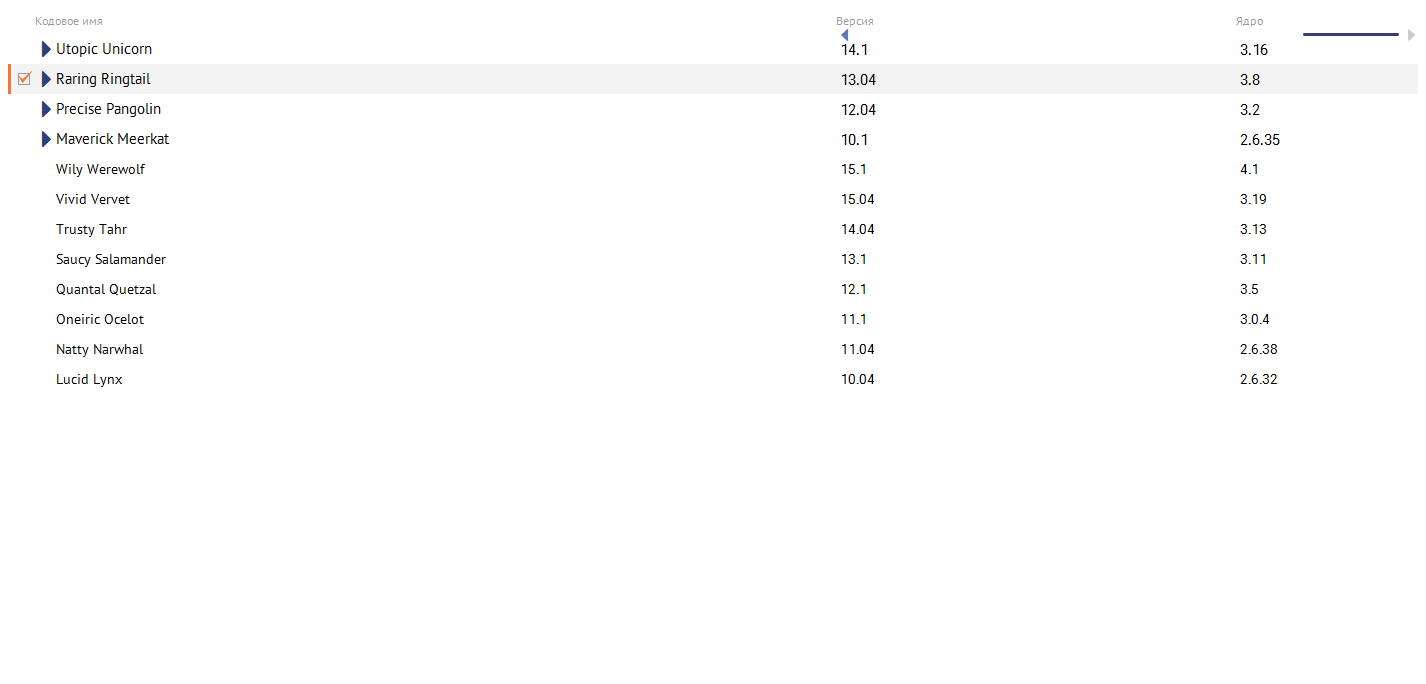 Кодовое имя Версия Ядро
Utopic Unicorn 14.1 3.16
Raring Ringtail 13.04 3.8
Precise Pangolin 12.04 3.2
Maverick Meerkat 10.1 2.6.35
Wily Werewolf 15.1 4.1
Vivid Vervet 15.04 3.19
Trusty Tahr 14.04 3.13
Saucy Salamander 13.1 3.11
Quantal Quetzal 12.1 3.5
Oneiric Ocelot 11.1 3.0.4
Natty Narwhal 11.04 2.6.38
Lucid Lynx 10.04 2.6.32